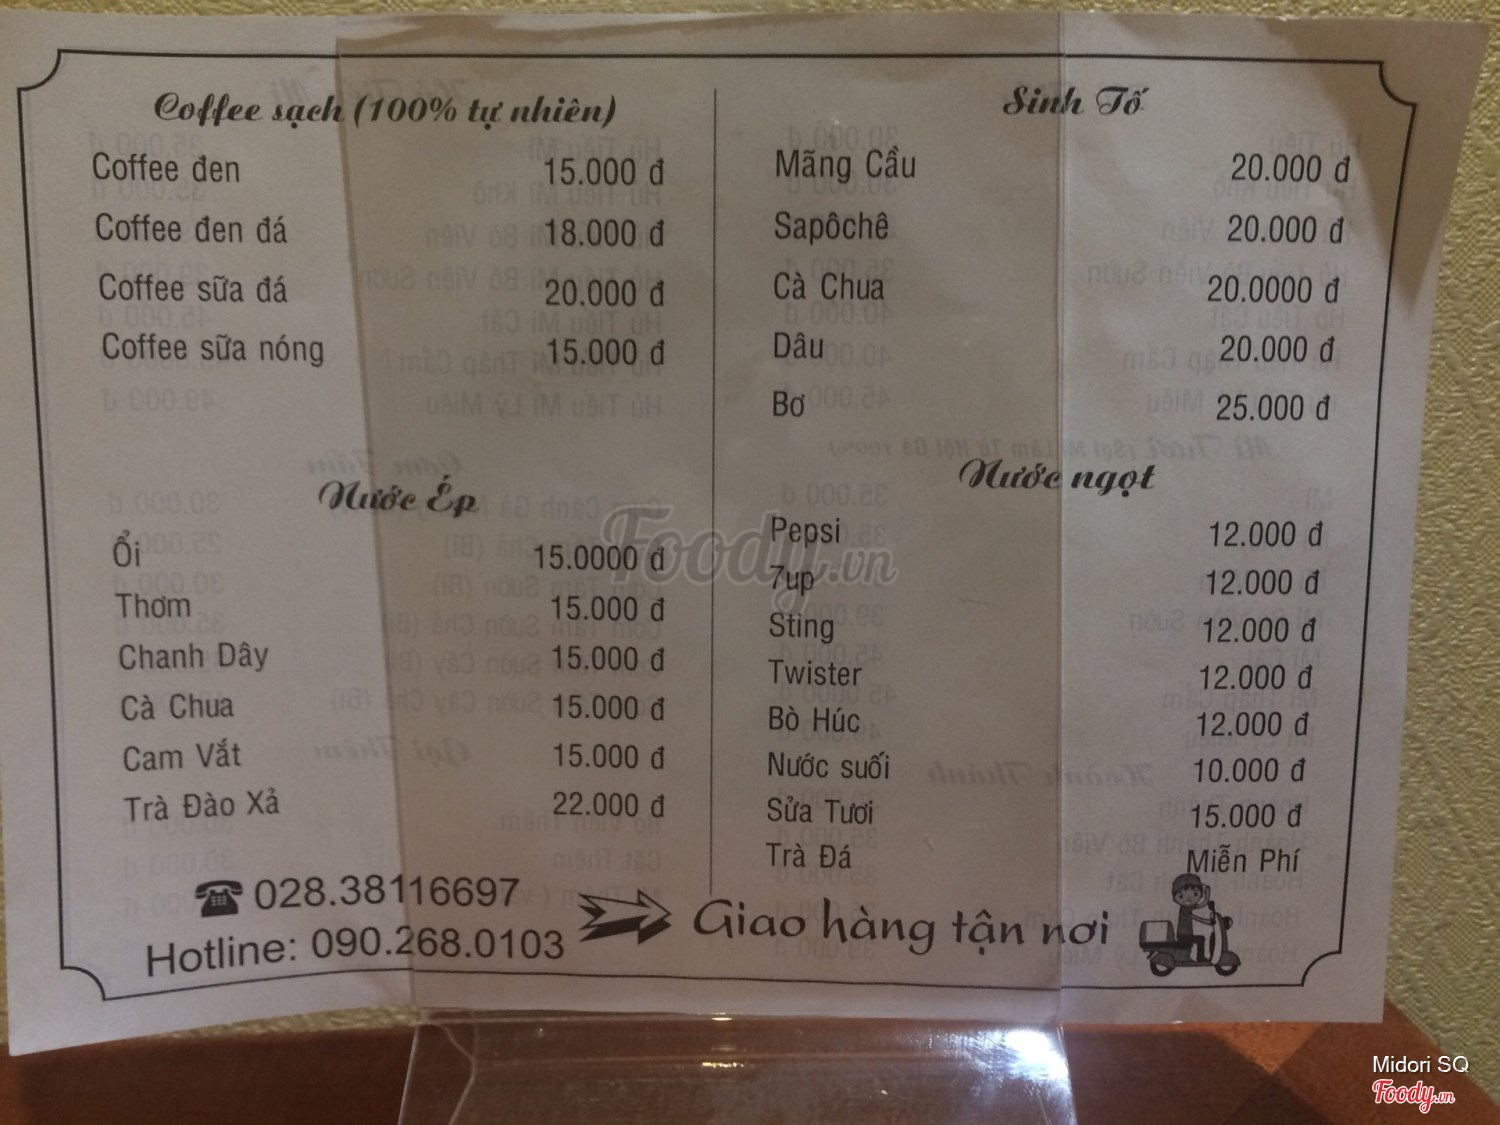 Coffee sạch (100% tự nhiên)
Coffee đen 15.000 đ
Coffee đen đá 18.000 đ
Coffee sữa đá 20.000 đ
Coffee sữa nóng 15.000 đ
Nước Ép
Ổi 15.0000 đ
Thơm 15.000 đ
Chanh Dây 15.000 đ
Cà Chua 15.000 đ
Cam Vắt 15.000 đ
Trà Đào Xả 22.000 đ
Sinh Tố
Mãng Cầu 20.000 đ
Sapôchê 20.000 đ
Cà Chua 20.0000 đ
Dâu 20.000 đ
Bơ 25.000 đ
Nước ngọt
Pepsi 12.000 đ
7up 12.000 đ
Sting 12.000 đ
Twister 12.000 đ
Bò Húc 12.000 đ
Nước suối 10.000 đ
Sửa Tươi 15.000 đ
Trà Đá Miễn Phí
028.38116697
Hotline: 090.268.0103
Giao hàng tận nơi
Foody.vn
Midori SQ
Foody.vn